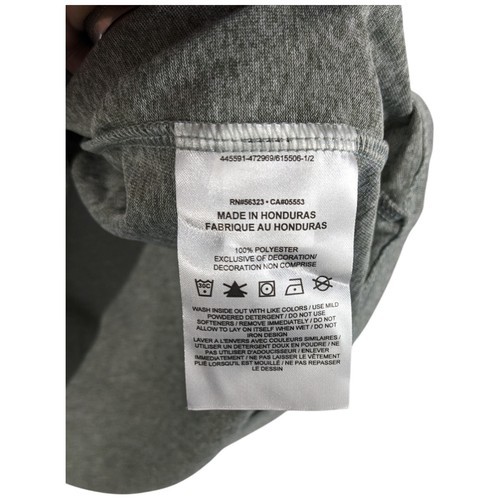 445591-472969/615506-1/2
RN#56323 • CA#05553
MADE IN HONDURAS
FABRIQUE AU HONDURAS
100% POLYESTER
EXCLUSIVE OF DECORATION/
DECORATION NON COMPRISE
30C
WASH INSIDE OUT WITH LIKE COLORS / USE MILD
POWDERED DETERGENT / DO NOT USE
SOFTENERS / REMOVE IMMEDIATELY / DO NOT
ALLOW TO LAY ON ITSELF WHEN WET / DO NOT
IRON DESIGN
LAVER A L'ENVERS AVEC COULEURS SIMILAIRES /
UTILISER UN DETERGENT DOUX EN POUDRE / NE
PAS UTILISER D'ADOUCISSEUR / ENLEVER
IMMEDIATEMENT / NE PAS LAISSER LE VÊTEMENT
PLIÉ LORSQU'IL EST MOUILLÉ / NE PAS REPASSER
LE DESSIN